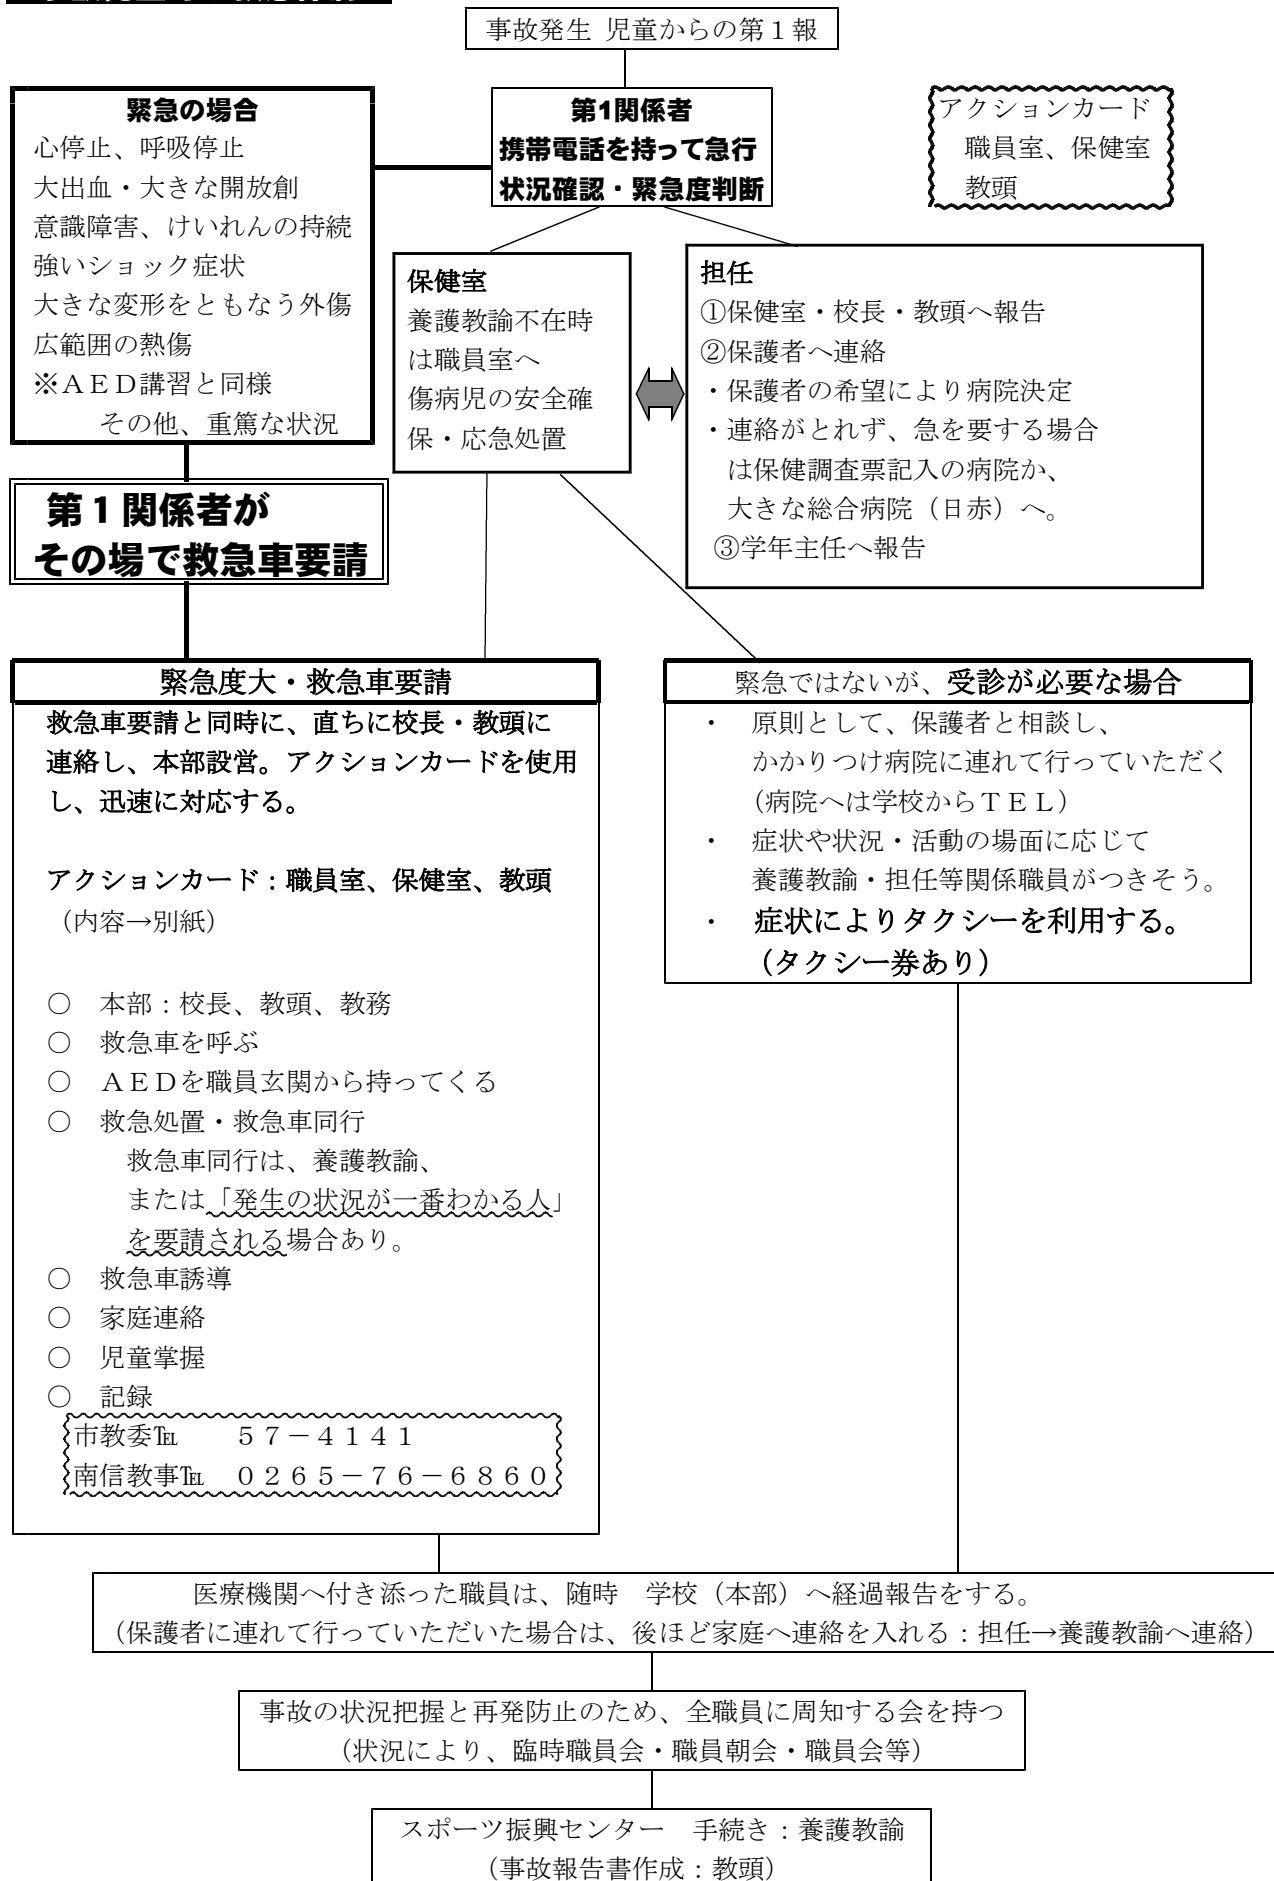 事故発生 児童からの第１報
緊急の場合
心停止、呼吸停止
大出血・大きな開放創
意識障害、けいれんの持続
強いショック症状
大きな変形をともなう外傷
広範囲の熱傷
※ＡＥＤ講習と同様
その他、重篤な状況
第1関係者
携帯電話を持って急行
状況確認・緊急度判断
アクションカード
職員室、保健室
教頭
保健室
養護教諭不在時
は職員室へ
傷病児の安全確
保・応急処置
担任
①保健室・校長・教頭へ報告
②保護者へ連絡
・保護者の希望により病院決定
・連絡がとれず、急を要する場合
は保健調査票記入の病院か、
大きな総合病院（日赤）へ。
③学年主任へ報告
第１関係者が
その場で救急車要請
緊急度大・救急車要請
救急車要請と同時に、直ちに校長・教頭に
連絡し、本部設営。アクションカードを使用
し、迅速に対応する。
アクションカード：職員室、保健室、教頭
（内容→別紙）
○　本部：校長、教頭、教務
○　救急車を呼ぶ
○　ＡＥＤを職員玄関から持ってくる
○　救急処置・救急車同行
救急車同行は、養護教諭、
または「発生の状況が一番わかる人」
を要請される場合あり。
○　救急車誘導
○　家庭連絡
○　児童掌握
○　記録
市教委℡　５７－４１４１
南信教事℡　０２６５－７６－６８６０
緊急ではないが、受診が必要な場合
・　原則として、保護者と相談し、
かかりつけ病院に連れて行っていただく
（病院へは学校からＴＥＬ）
・　症状や状況・活動の場面に応じて
養護教諭・担任等関係職員がつきそう。
・　症状によりタクシーを利用する。
（タクシー券あり）
医療機関へ付き添った職員は、随時　学校（本部）へ経過報告をする。
（保護者に連れて行っていただいた場合は、後ほど家庭へ連絡を入れる：担任→養護教諭へ連絡）
事故の状況把握と再発防止のため、全職員に周知する会を持つ
（状況により、臨時職員会・職員朝会・職員会等）
スポーツ振興センター　手続き：養護教諭
（事故報告書作成：教頭）